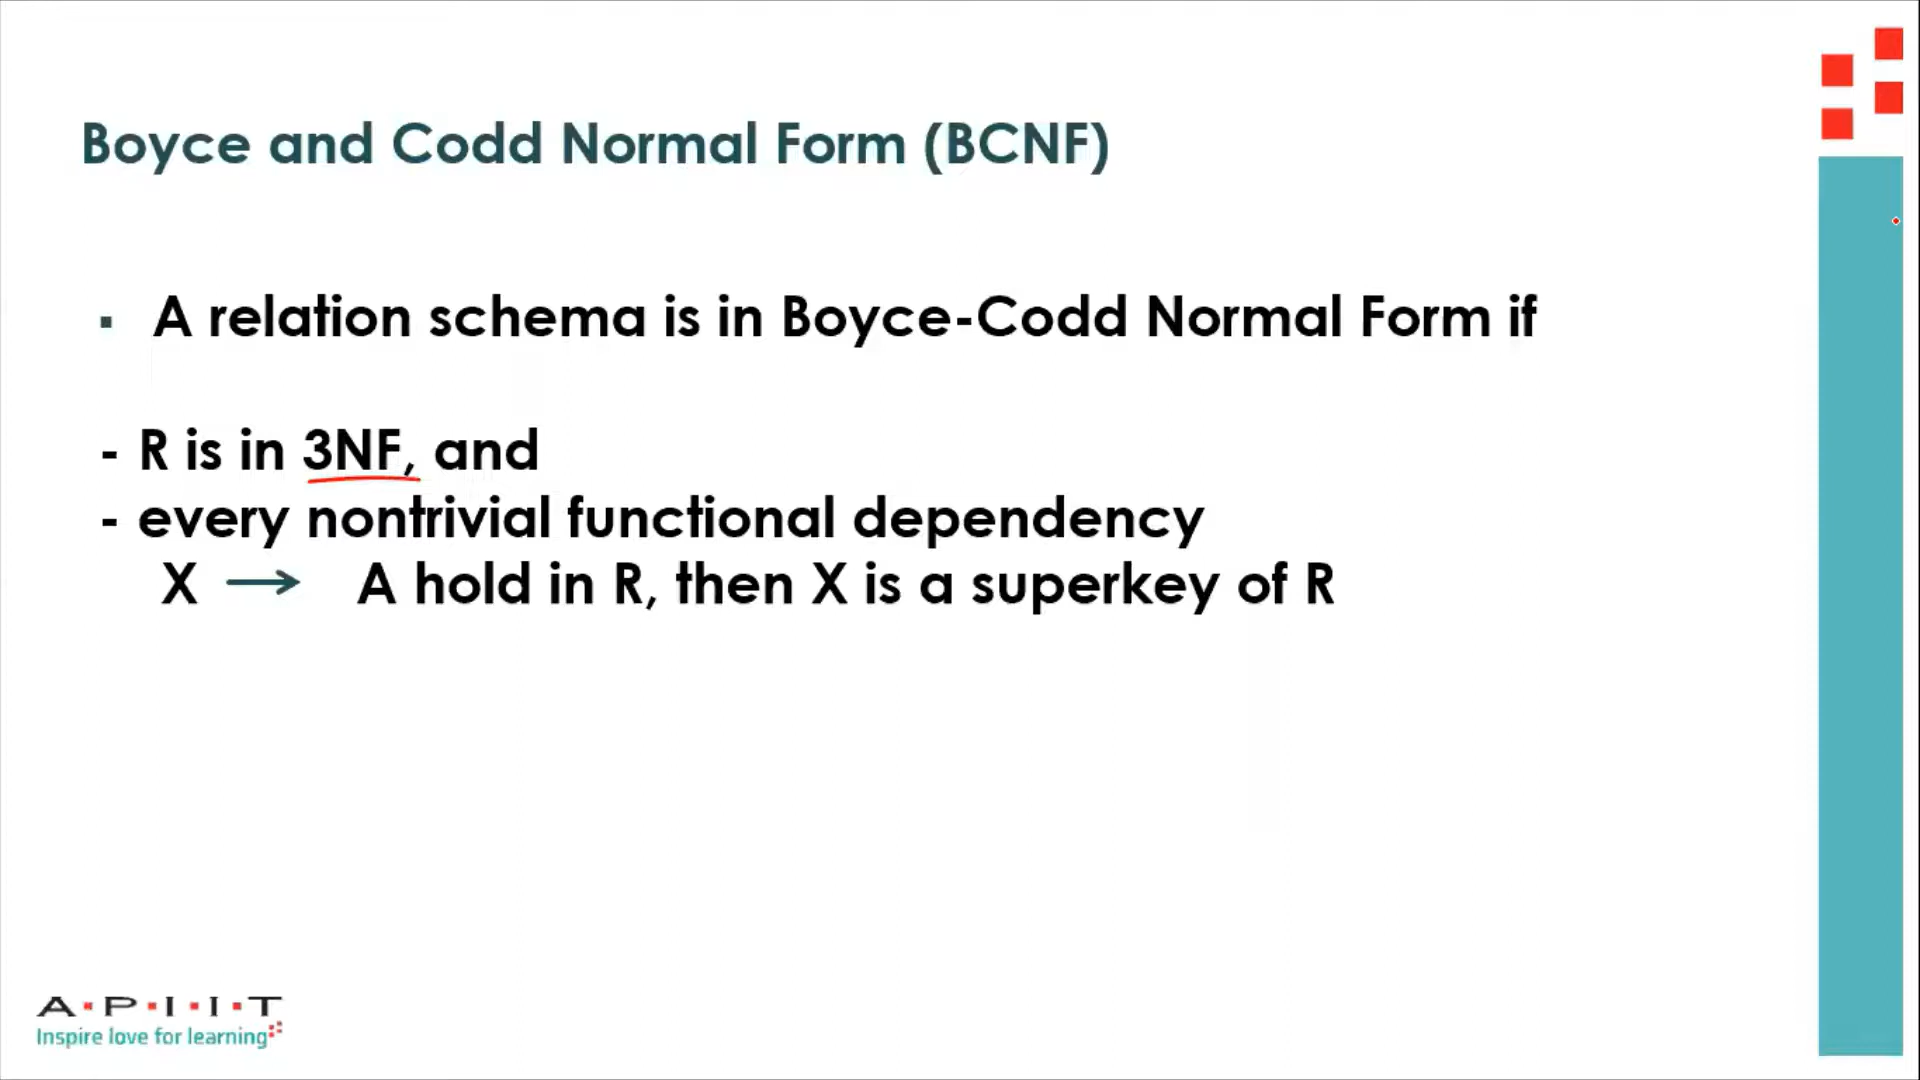 Boyce and Codd Normal Form (BCNF)
▪ A relation schema is in Boyce-Codd Normal Form if
- R is in 3NF, and
- every nontrivial functional dependency
X → A hold in R, then X is a superkey of R
A·P·I·I·T
Inspire love for learning